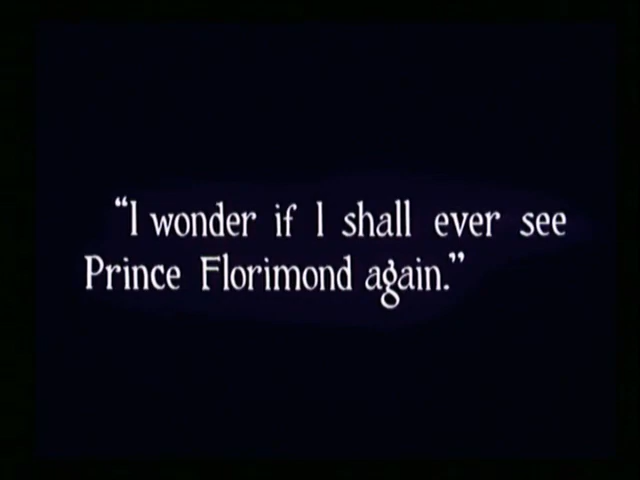 “I wonder if I shall ever see
Prince Florimond again.”